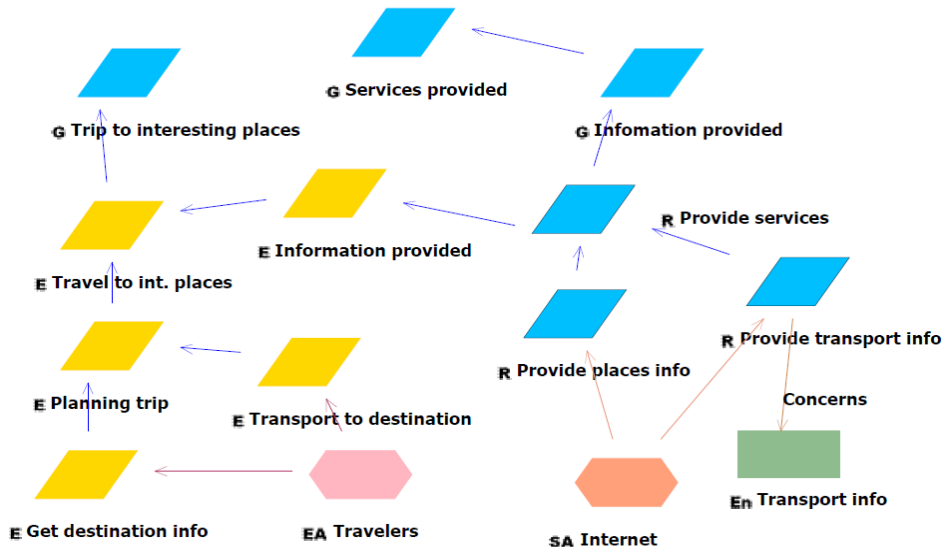 G Services provided
G Trip to interesting places
G Infomation provided
R Provide services
E Information provided
E Travel to int. places
R Provide transport info
R Provide places info
Concerns
E Planning trip
E Transport to destination
En Transport info
E Get destination info
EA Travelers
SA Internet